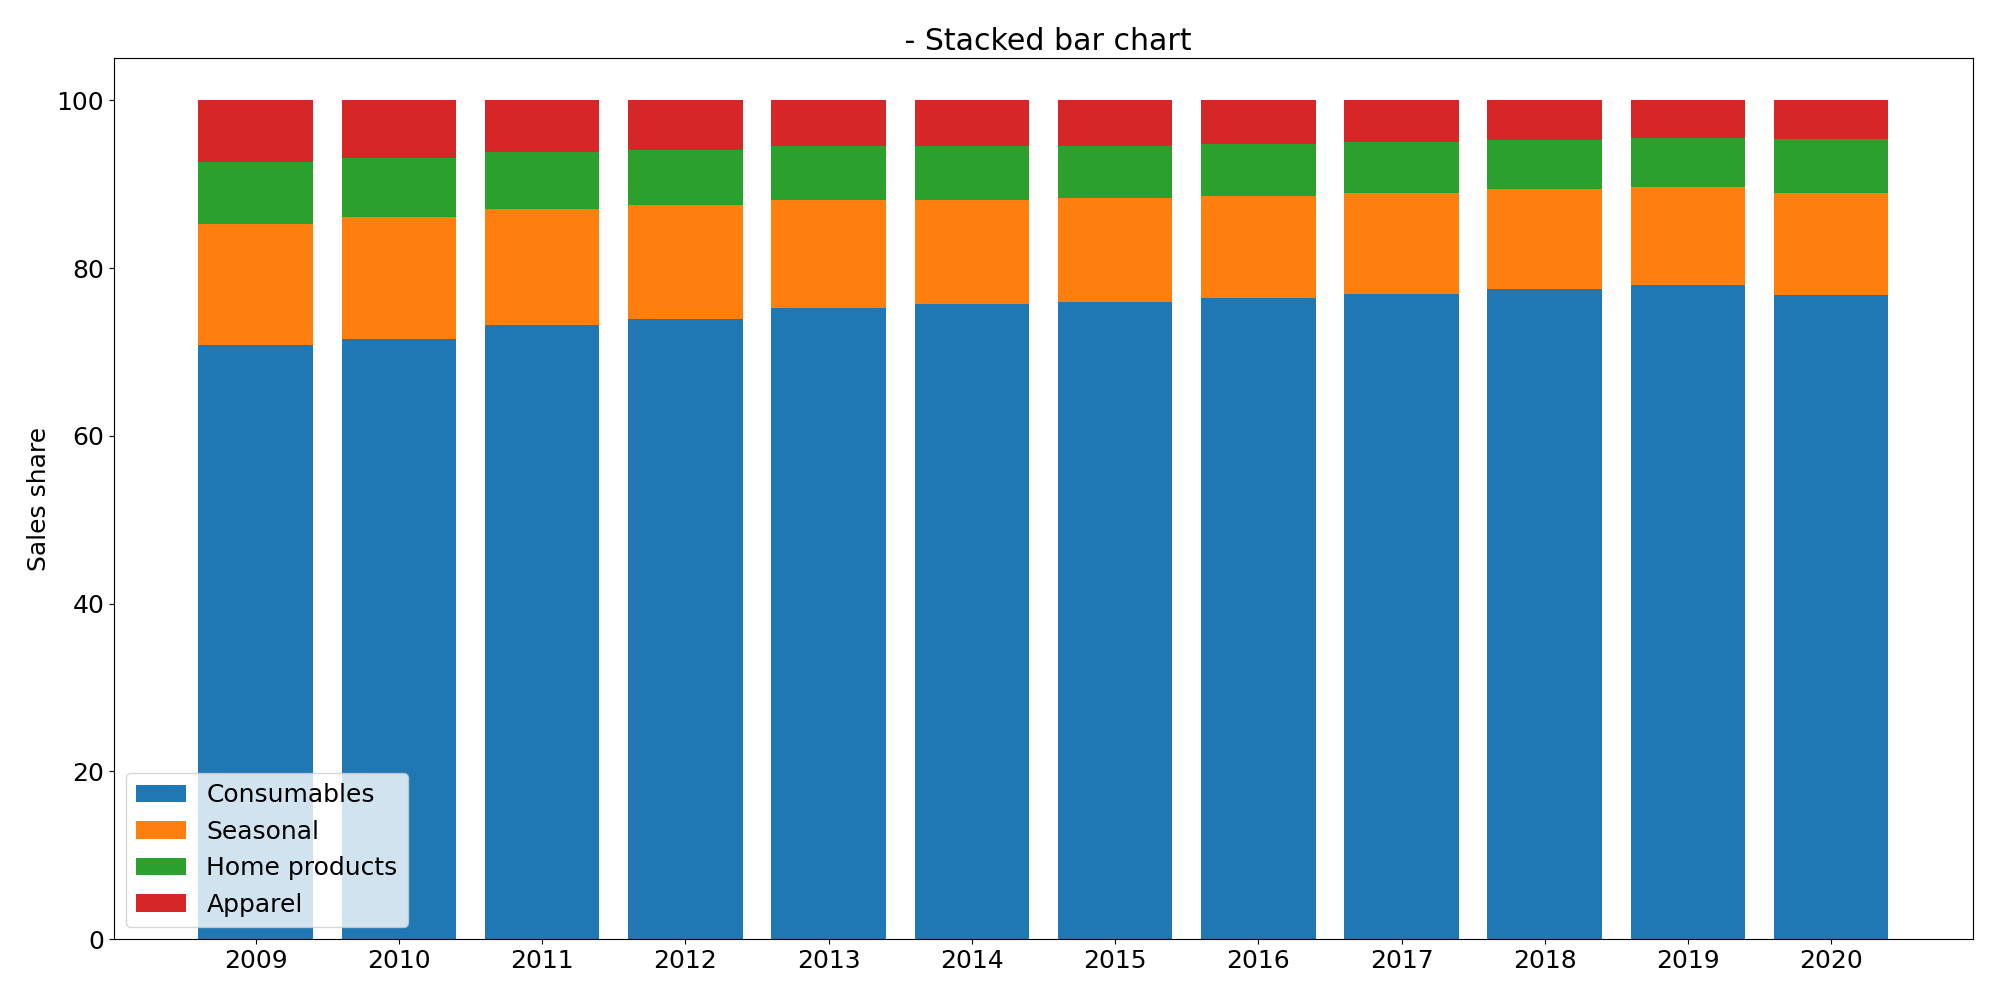 - Stacked bar chart
100
80
60
40
20
0
Sales share
Consumables
Seasonal
Home products
Apparel
2009 2010 2011 2012 2013 2014 2015 2016 2017 2018 2019 2020